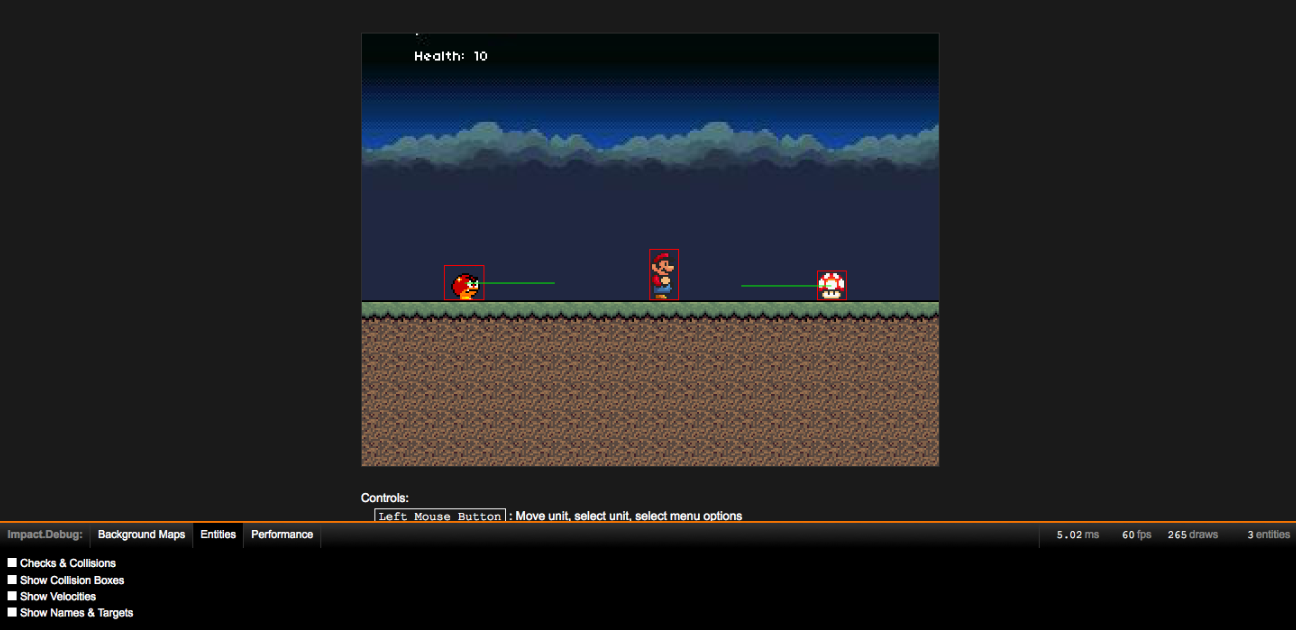 Health: 10
Controls:
Left Mouse Button : Move unit, select unit, select menu options
Impact.Debug: Background Maps Entities Performance 5.02 ms 60 fps 265 draws 3 entities
Checks & Collisions
Show Collision Boxes
Show Velocities
Show Names & Targets